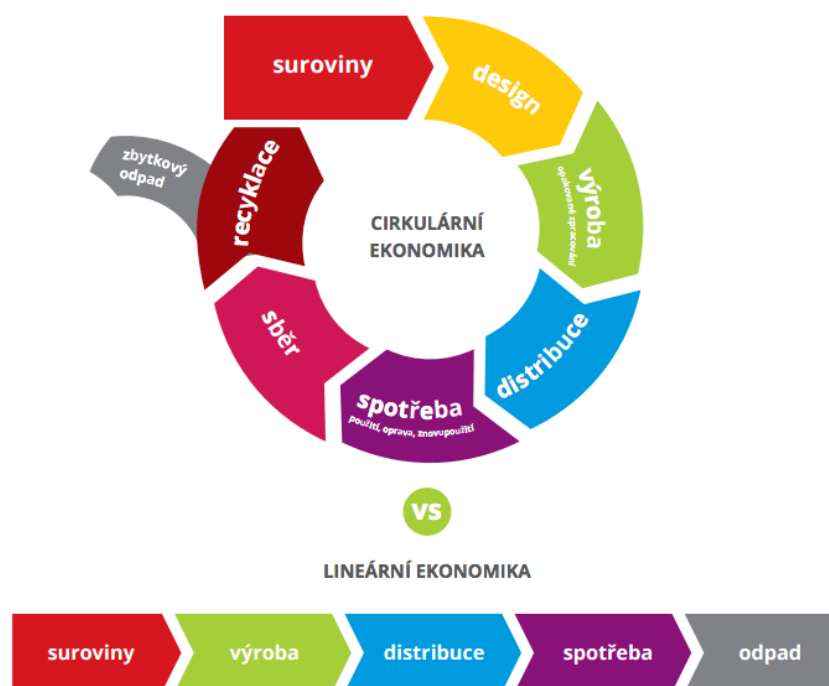 suroviny
design
výroba
opakované zpracování
distribuce
spotřeba
použití, oprava, znovupoužití
sběr
recyklace
zbytkový
odpad
CIRKULÁRNÍ
EKONOMIKA
VS
LINEÁRNÍ EKONOMIKA
suroviny
výroba
distribuce
spotřeba
odpad